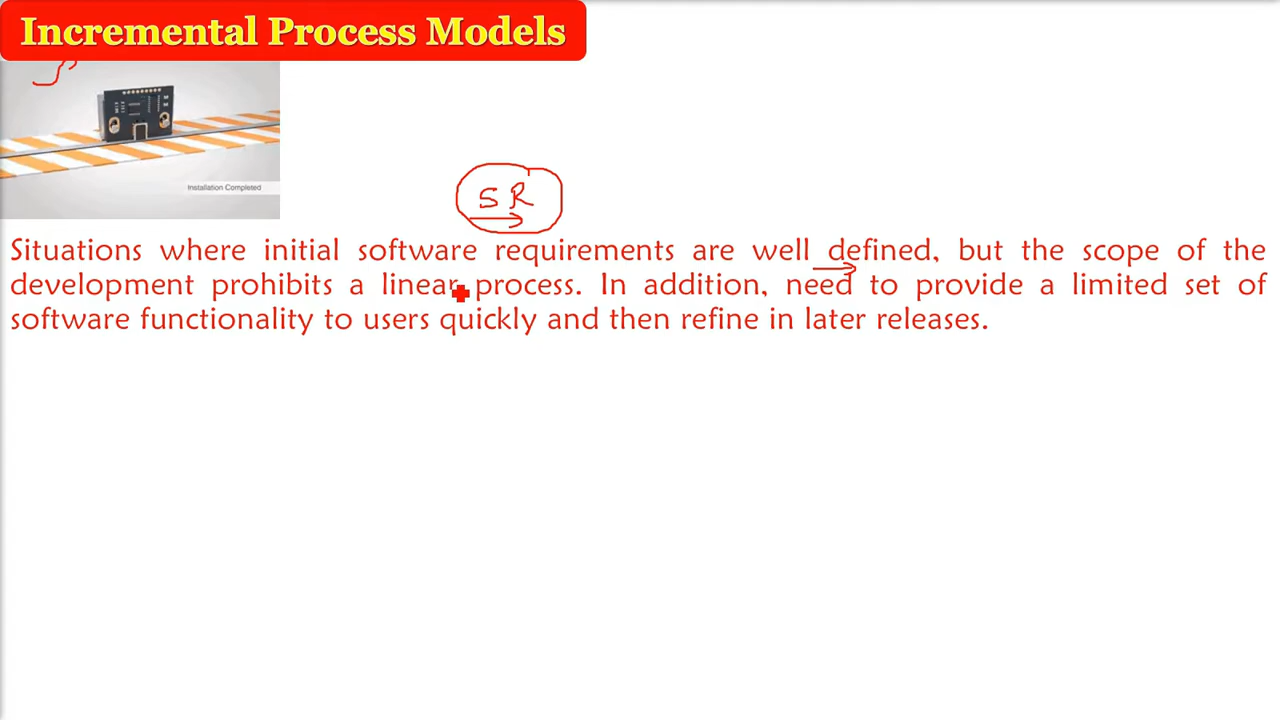 Incremental Process Models
Installation Completed
S R
Situations where initial software requirements are well defined, but the scope of the
development prohibits a linear process. In addition, need to provide a limited set of
software functionality to users quickly and then refine in later releases.